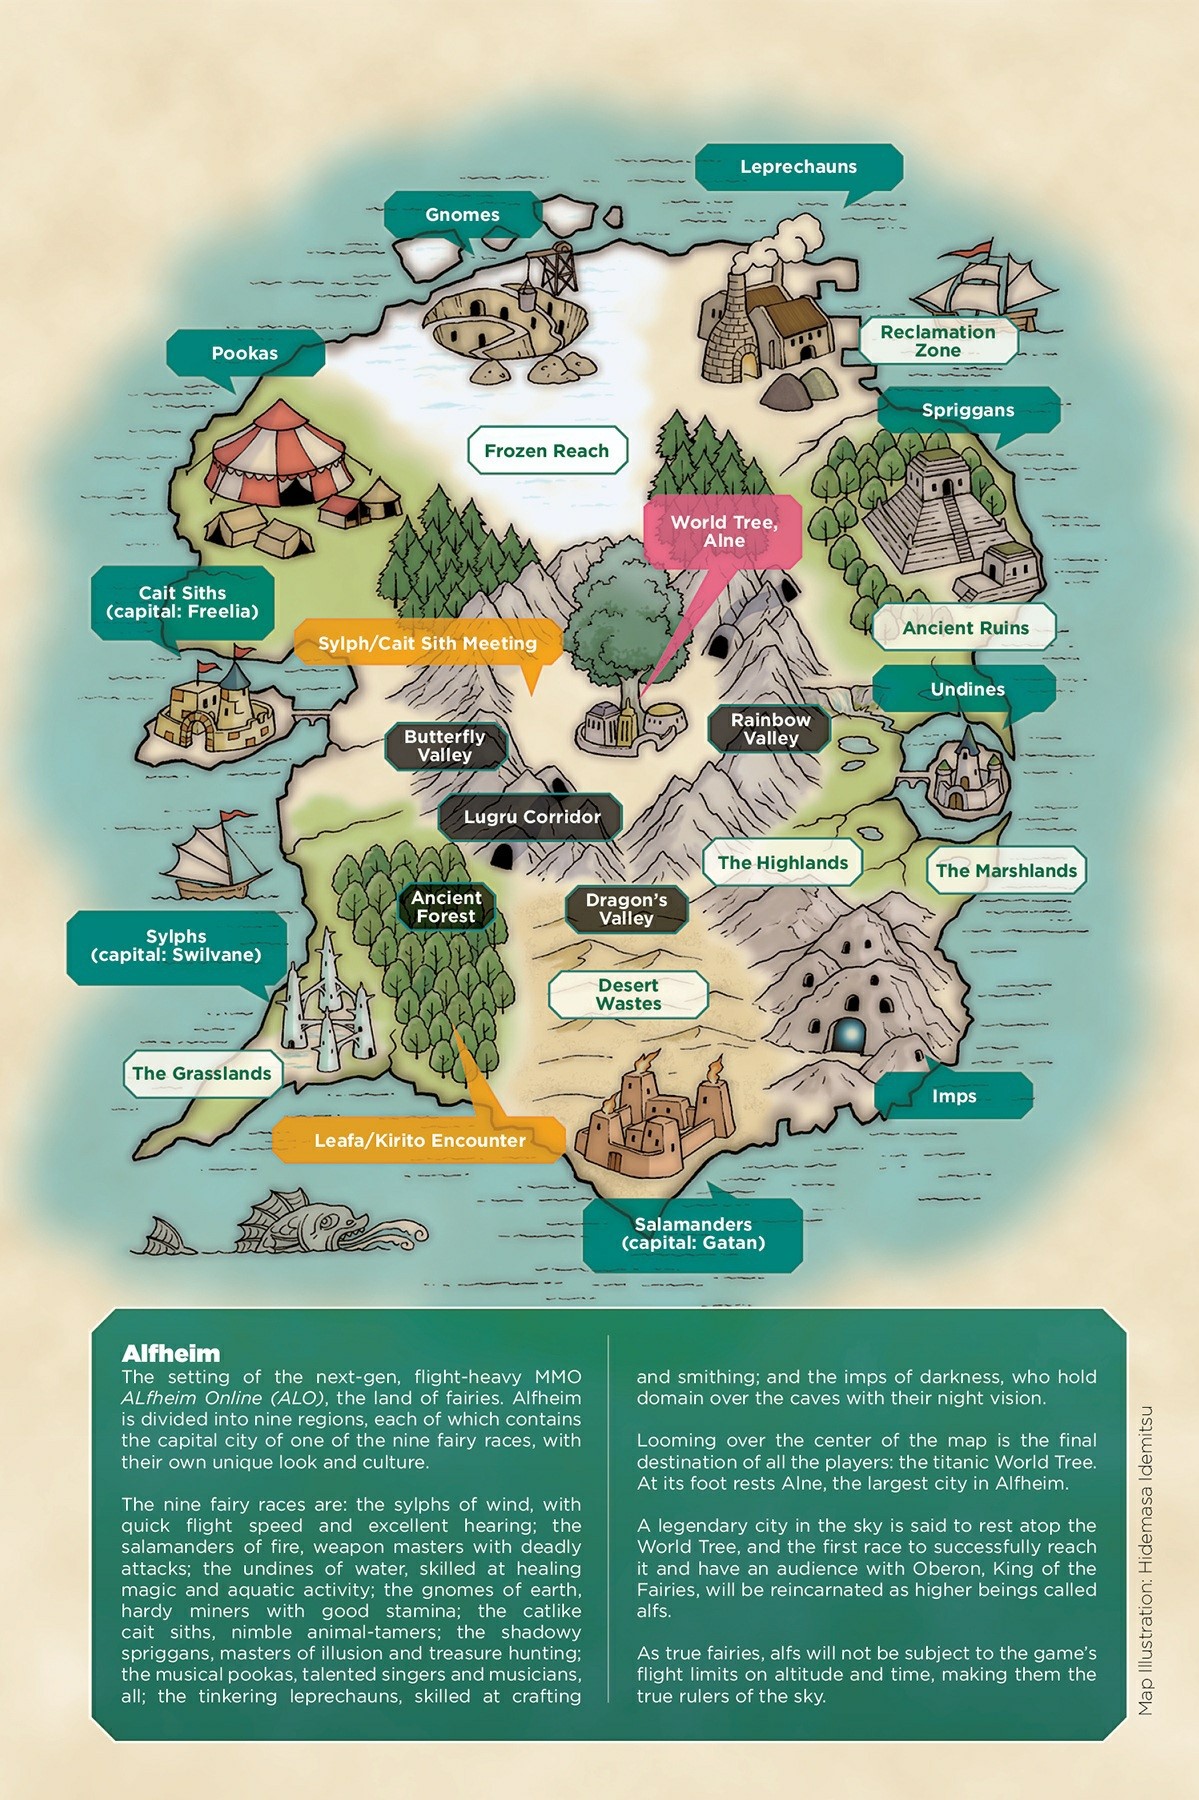 Leprechauns
Gnomes
Reclamation
Zone
Pookas
Spriggans
Frozen Reach
World Tree,
Alne
Cait Siths
(capital: Freelia)
Ancient Ruins
Sylph/Cait Sith Meeting
Undines
Butterfly
Valley
Rainbow
Valley
Lugru Corridor
The Highlands
The Marshlands
Ancient
Forest
Dragon's
Valley
Sylphs
(capital: Swilvane)
Desert
Wastes
The Grasslands
Imps
Leafa/Kirito Encounter
Salamanders
(capital: Gatan)
Alfheim
The setting of the next-gen, flight-heavy MMO
ALfheim Online (ALO), the land of fairies. Alfheim
is divided into nine regions, each of which contains
the capital city of one of the nine fairy races, with
their own unique look and culture.
The nine fairy races are: the sylphs of wind, with
quick flight speed and excellent hearing; the
salamanders of fire, weapon masters with deadly
attacks; the undines of water, skilled at healing
magic and aquatic activity; the gnomes of earth,
hardy miners with good stamina; the catlike
cait siths, nimble animal-tamers; the shadowy
spriggans, masters of illusion and treasure hunting;
the musical pookas, talented singers and musicians,
all; the tinkering leprechauns, skilled at crafting
and smithing; and the imps of darkness, who hold
domain over the caves with their night vision.
Looming over the center of the map is the final
destination of all the players: the titanic World Tree.
At its foot rests Alne, the largest city in Alfheim.
A legendary city in the sky is said to rest atop the
World Tree, and the first race to successfully reach
it and have an audience with Oberon, King of the
Fairies, will be reincarnated as higher beings called
alfs.
As true fairies, alfs will not be subject to the game's
flight limits on altitude and time, making them the
true rulers of the sky.
Map Illustration: Hidemasa Idemitsu